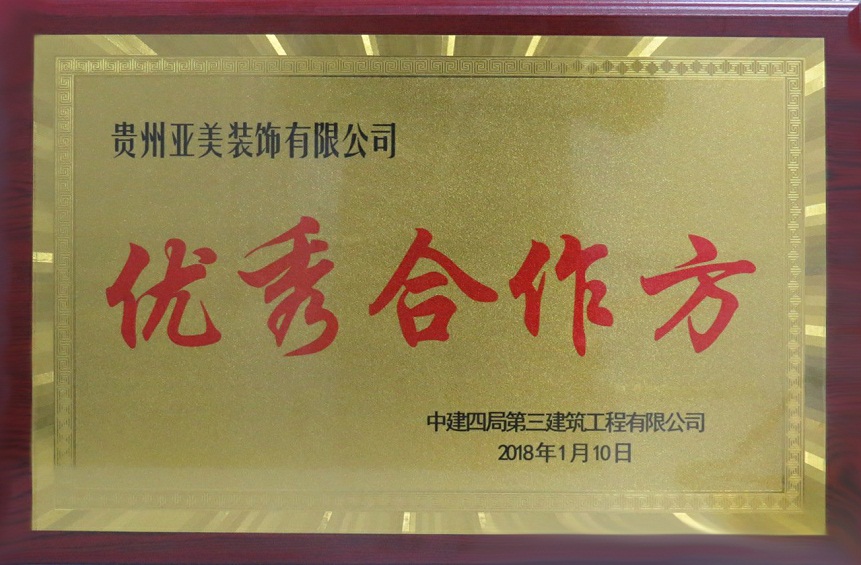 贵州亚美装饰有限公司
优秀合作方
中建四局第三建筑工程有限公司
2018年1月10日